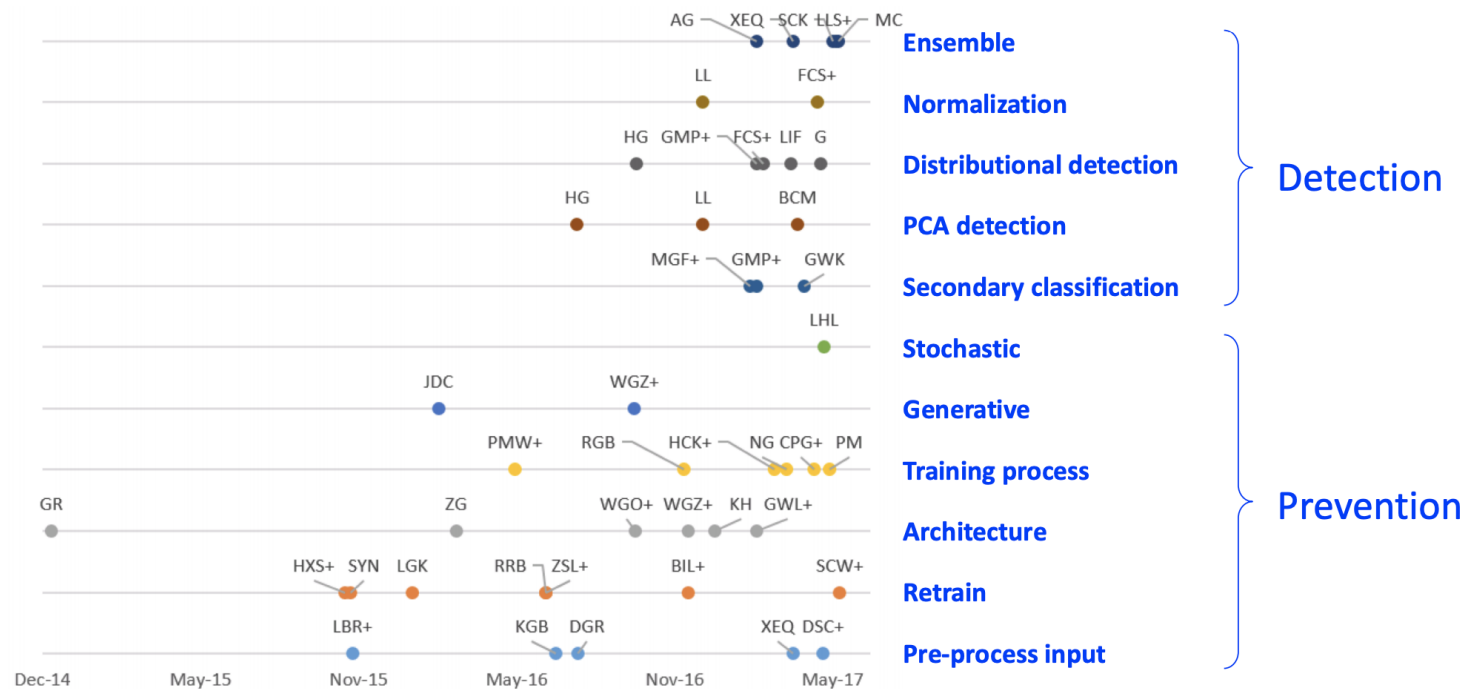 AG XEQ SCK LLS+ MC
Ensemble
LL FCS+
Normalization
HG GMP+ FCS+ LIF G
Distributional detection
Detection
HG LL BCM
PCA detection
MGF+ GMP+ GWK
Secondary classification
LHL
Stochastic
JDC WGZ+
Generative
PMW+ RGB HCK+ NG CPG+ PM
Training process
GR ZG WGO+ WGZ+ KH GWL+
Prevention
Architecture
HXS+ SYN LGK RRB ZSL+ BIL+ SCW+
Retrain
LBR+ KGB DGR XEQ DSC+
Pre-process input
Dec-14 May-15 Nov-15 May-16 Nov-16 May-17